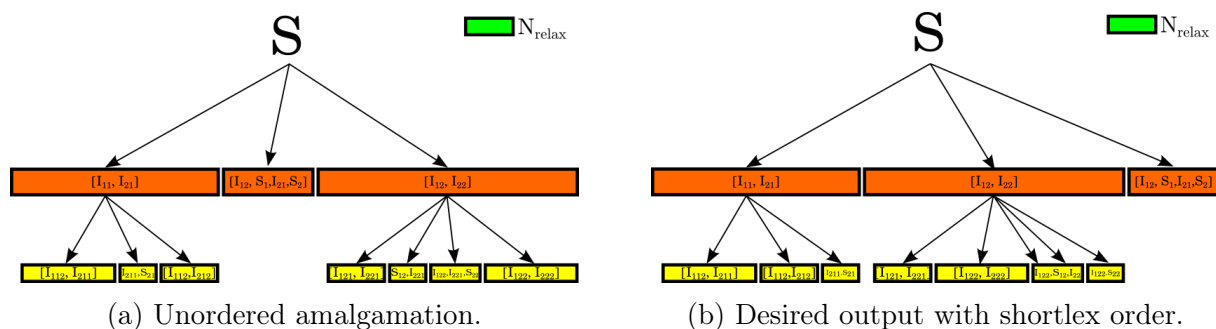 S
N_relax
[I_11, I_21]
[I_12, S_1,I_21,S_2]
[I_12, I_22]
[I_112, I_211]
I_211,S_21
[I_112,I_212]
[I_121, I_221]
S_12,I_221
I_122,I_221,S_22
[I_122, I_222]
(a) Unordered amalgamation.
S
N_relax
[I_11, I_21]
[I_12, I_22]
[I_12, S_1,I_21,S_2]
[I_112, I_211]
[I_112,I_212]
I_211,S_21
I_121, I_221
[I_122, I_222]
I_122,S_12,I_22
I_122,S_22
(b) Desired output with shortlex order.